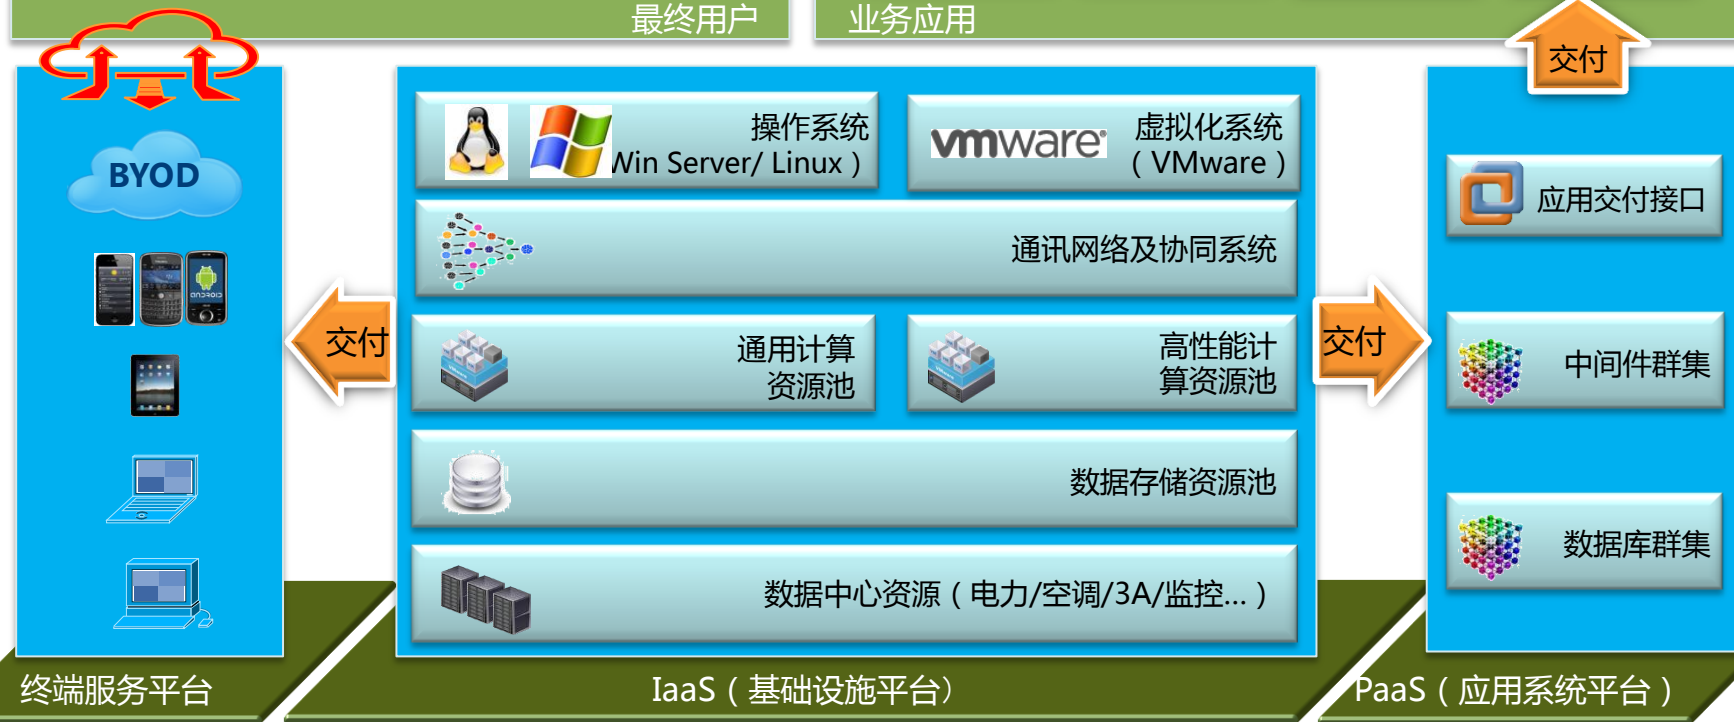 最终用户
业务应用
交付
BYOD
操作系统
Win Server/ Linux）
vmware
虚拟化系统
（VMware）
应用交付接口
通讯网络及协同系统
交付
通用计算
资源池
高性能计
算资源池
交付
中间件群集
数据存储资源池
数据库群集
数据中心资源（电力/空调/3A/监控...）
终端服务平台
IaaS（基础设施平台）
PaaS（应用系统平台）